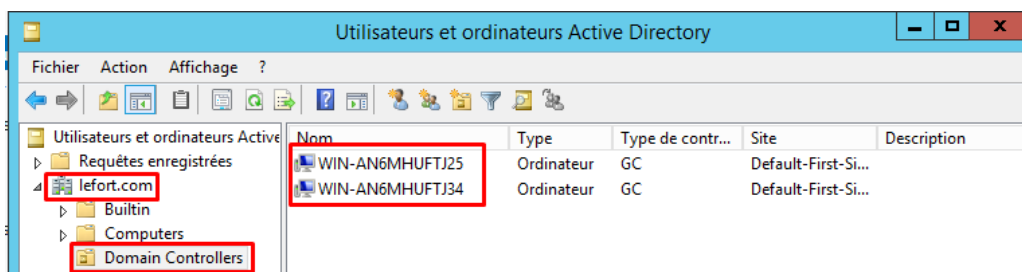 Utilisateurs et ordinateurs Active Directory
Fichier Action Affichage ?
Utilisateurs et ordinateurs Active Nom Type Type de contr... Site Description
Requêtes enregistrées WIN-AN6MHUFTJ25 Ordinateur GC Default-First-Si...
lefort.com WIN-AN6MHUFTJ34 Ordinateur GC Default-First-Si...
Builtin
Computers
Domain Controllers